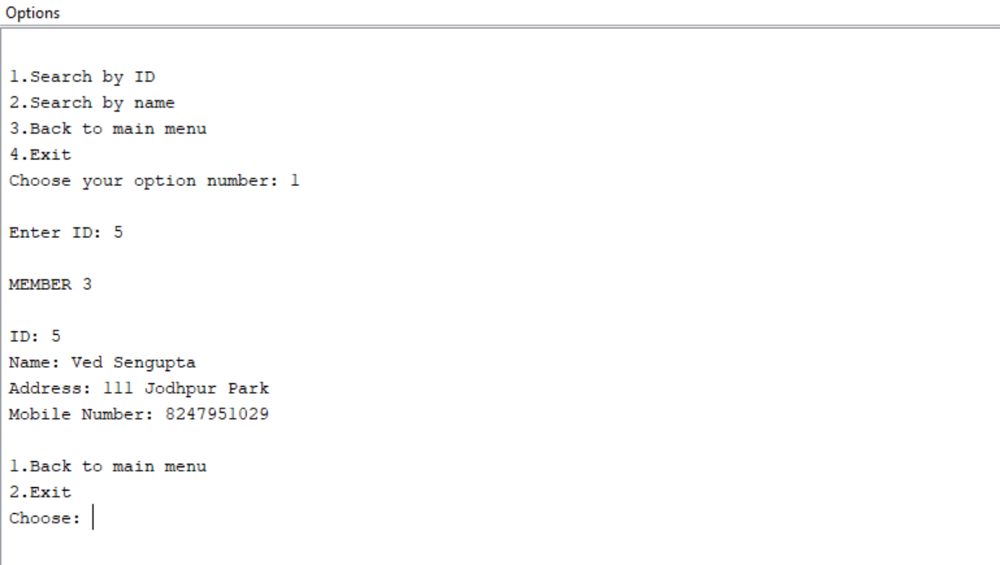 Options
1.Search by ID
2.Search by name
3.Back to main menu
4.Exit
Choose your option number: 1
Enter ID: 5
MEMBER 3
ID: 5
Name: Ved Sengupta
Address: 111 Jodhpur Park
Mobile Number: 8247951029
1.Back to main menu
2.Exit
Choose: